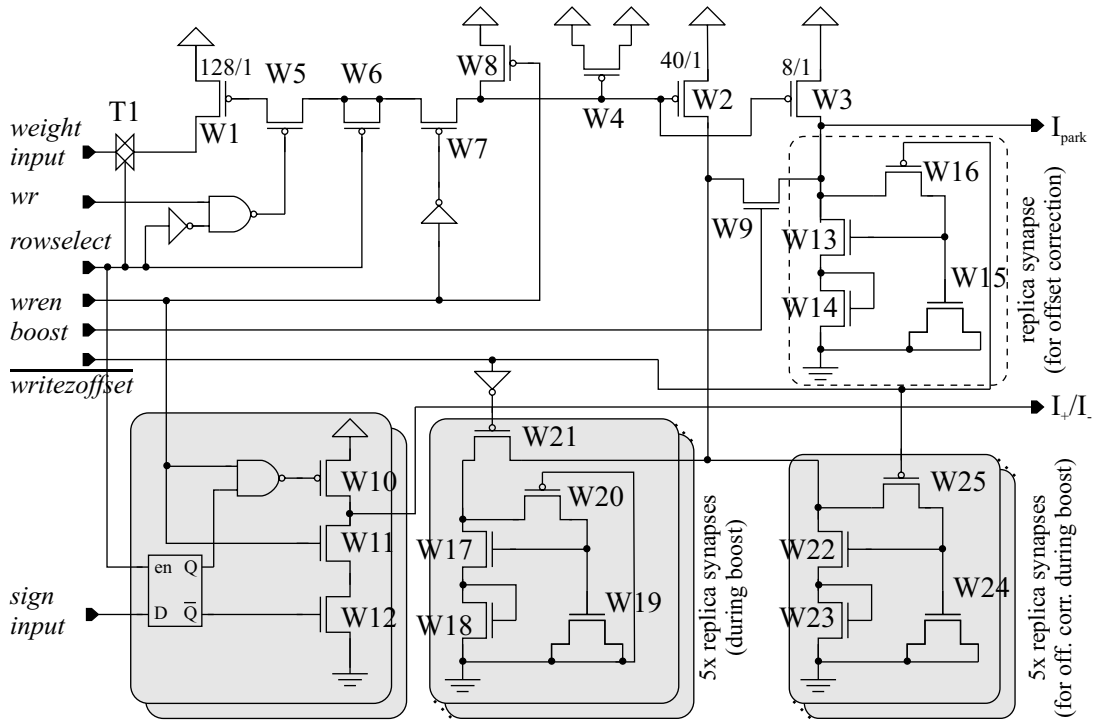 128/1
W5
W6
W8
40/1
8/1
T1
W1
W7
W4
W2
W3
weight
input
I_park
wr
W9
W16
W13
rowselect
W15
W14
wren
boost
writezoffset
replica synapse
(for offset correction)
I+/I-
W21
W10
W20
W25
W11
W17
W22
en Q
D Q
W19
W24
sign
input
W12
W18
W23
5x replica synapses
(during boost)
5x replica synapses
(for off. corr. during boost)